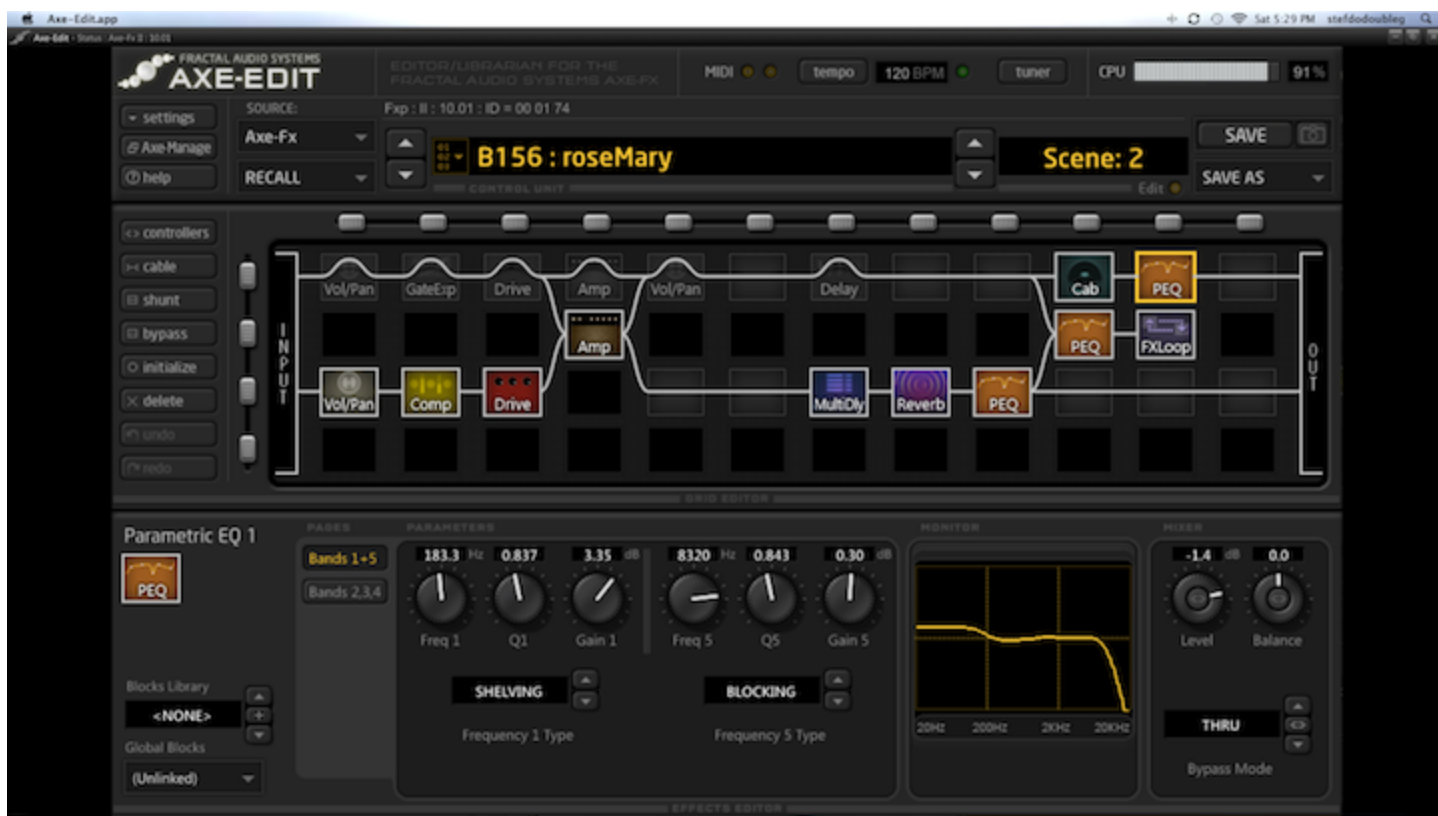 Axe-Edit.app
Sat 5:29 PM stefdodoubleg
Axe-Edit - Status : Axe-Fx II : 10.01
FRACTAL AUDIO SYSTEMS
AXE-EDIT
EDITOR/LIBRARIAN FOR THE
FRACTAL AUDIO SYSTEMS AXE-FX
MIDI
tempo
120 BPM
tuner
CPU
91%
settings
Axe-Manage
help
SOURCE:
Axe-Fx
RECALL
Fxp : II : 10.01 : ID = 00 01 74
B156 : roseMary
CONTROL UNIT
Scene: 2
Edit
SAVE
SAVE AS
controllers
cable
shunt
bypass
initialize
delete
undo
redo
INPUT
Vol/Pan GateExp Drive Amp Vol/Pan Delay Cab PEQ
Amp PEQ FXLoop
Vol/Pan Comp Drive MultiDly Reverb PEQ
OUT
GRID EDITOR
Parametric EQ 1
PEQ
Blocks Library
<NONE>
Global Blocks
(Unlinked)
PAGES
Bands 1+5
Bands 2,3,4
PARAMETERS
183.3 Hz 0.837 3.35 dB 8320 Hz 0.843 0.30 dB
Freq 1 Q1 Gain 1 Freq 5 Q5 Gain 5
SHELVING BLOCKING
Frequency 1 Type Frequency 5 Type
MONITOR
20Hz 200Hz 2KHz 20KHz
MIXER
-1.4 dB 0.0
Level Balance
THRU
Bypass Mode
EFFECTS EDITOR